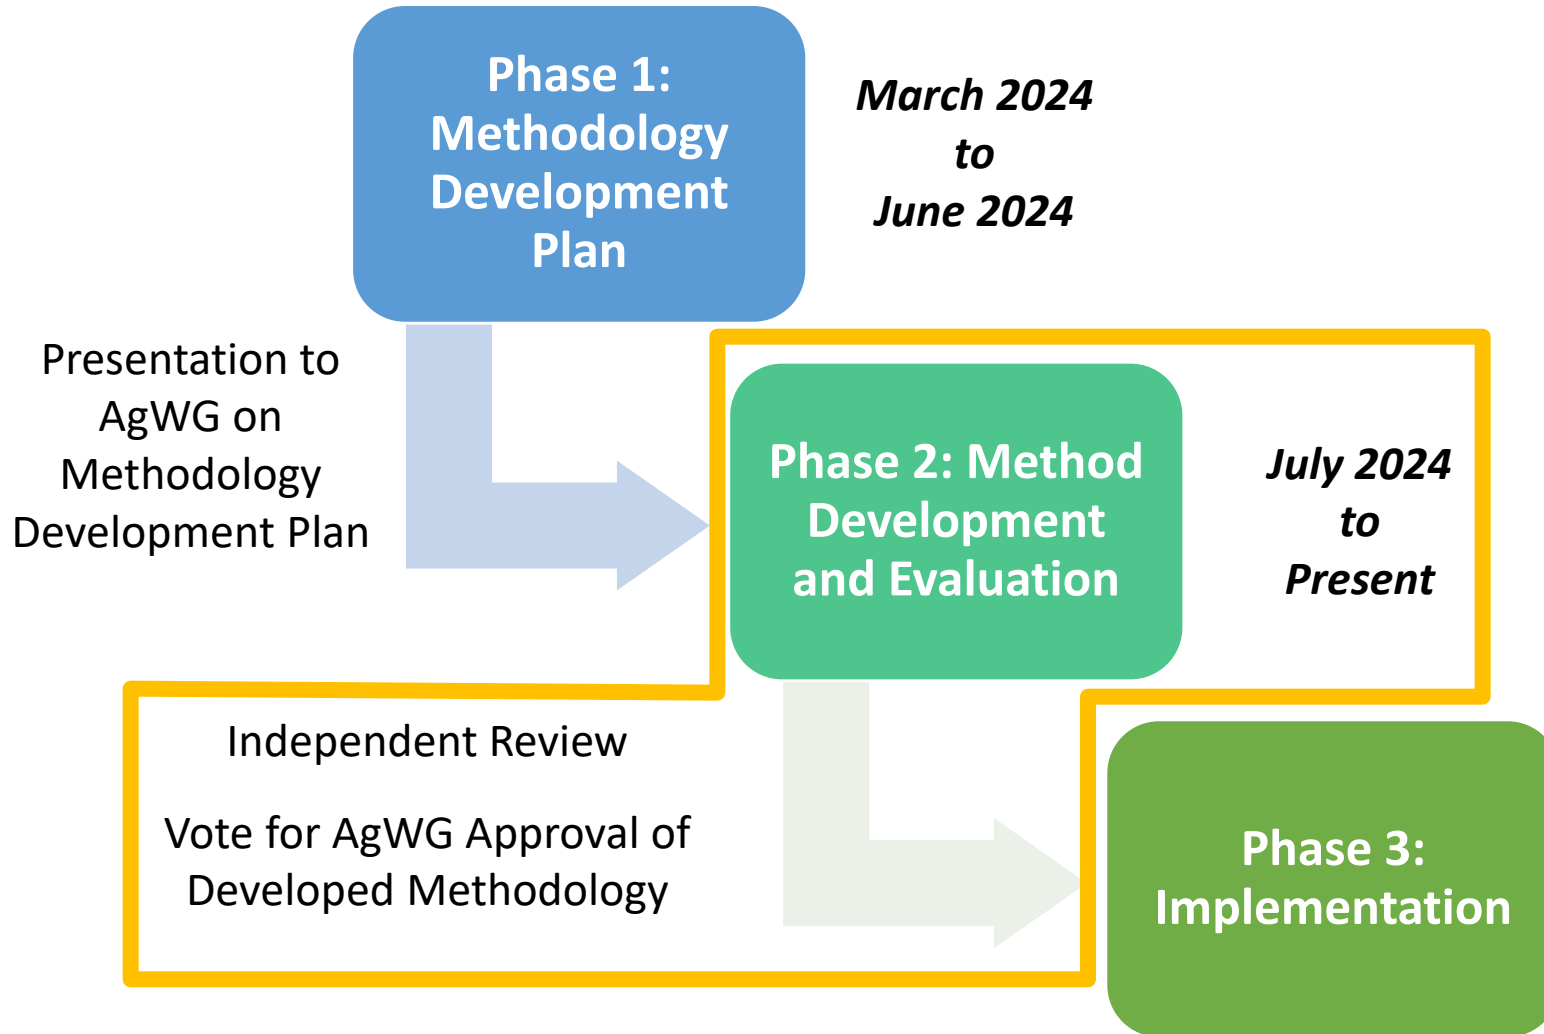 Phase 1:
Methodology
Development
Plan
March 2024
to
June 2024
Presentation to
AgWG on
Methodology
Development Plan
Phase 2: Method
Development
and Evaluation
July 2024
to
Present
Independent Review
Vote for AgWG Approval of
Developed Methodology
Phase 3:
Implementation